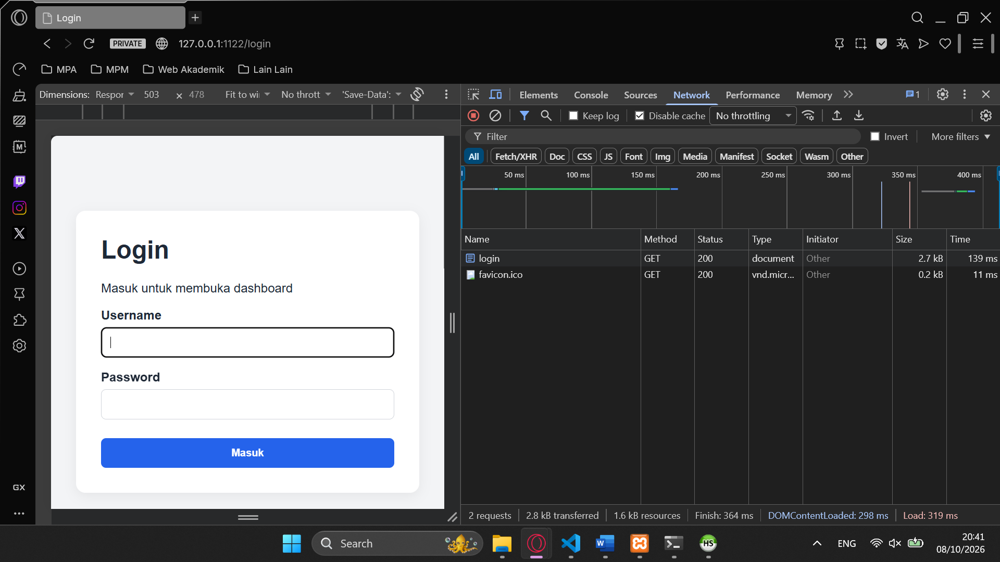 Login
PRIVATE
127.0.0.1:1122/login
MPA
MPM
Web Akademik
Lain Lain
Dimensions: Respor 503 × 478 Fit to wi No thrott 'Save-Data':
Elements Console Sources Network Performance Memory 1
Keep log Disable cache No throttling
Filter Invert More filters
All Fetch/XHR Doc CSS JS Font Img Media Manifest Socket Wasm Other
50 ms 100 ms 150 ms 200 ms 250 ms 300 ms 350 ms 400 ms
Name Method Status Type Initiator Size Time
login GET 200 document Other 2.7 kB 139 ms
favicon.ico GET 200 vnd.micr... Other 0.2 kB 11 ms
2 requests 2.8 kB transferred 1.6 kB resources Finish: 364 ms DOMContentLoaded: 298 ms Load: 319 ms
Login
Masuk untuk membuka dashboard
Username
Password
Masuk
M
GX
Search
W
HS
ENG
20:41
08/10/2026